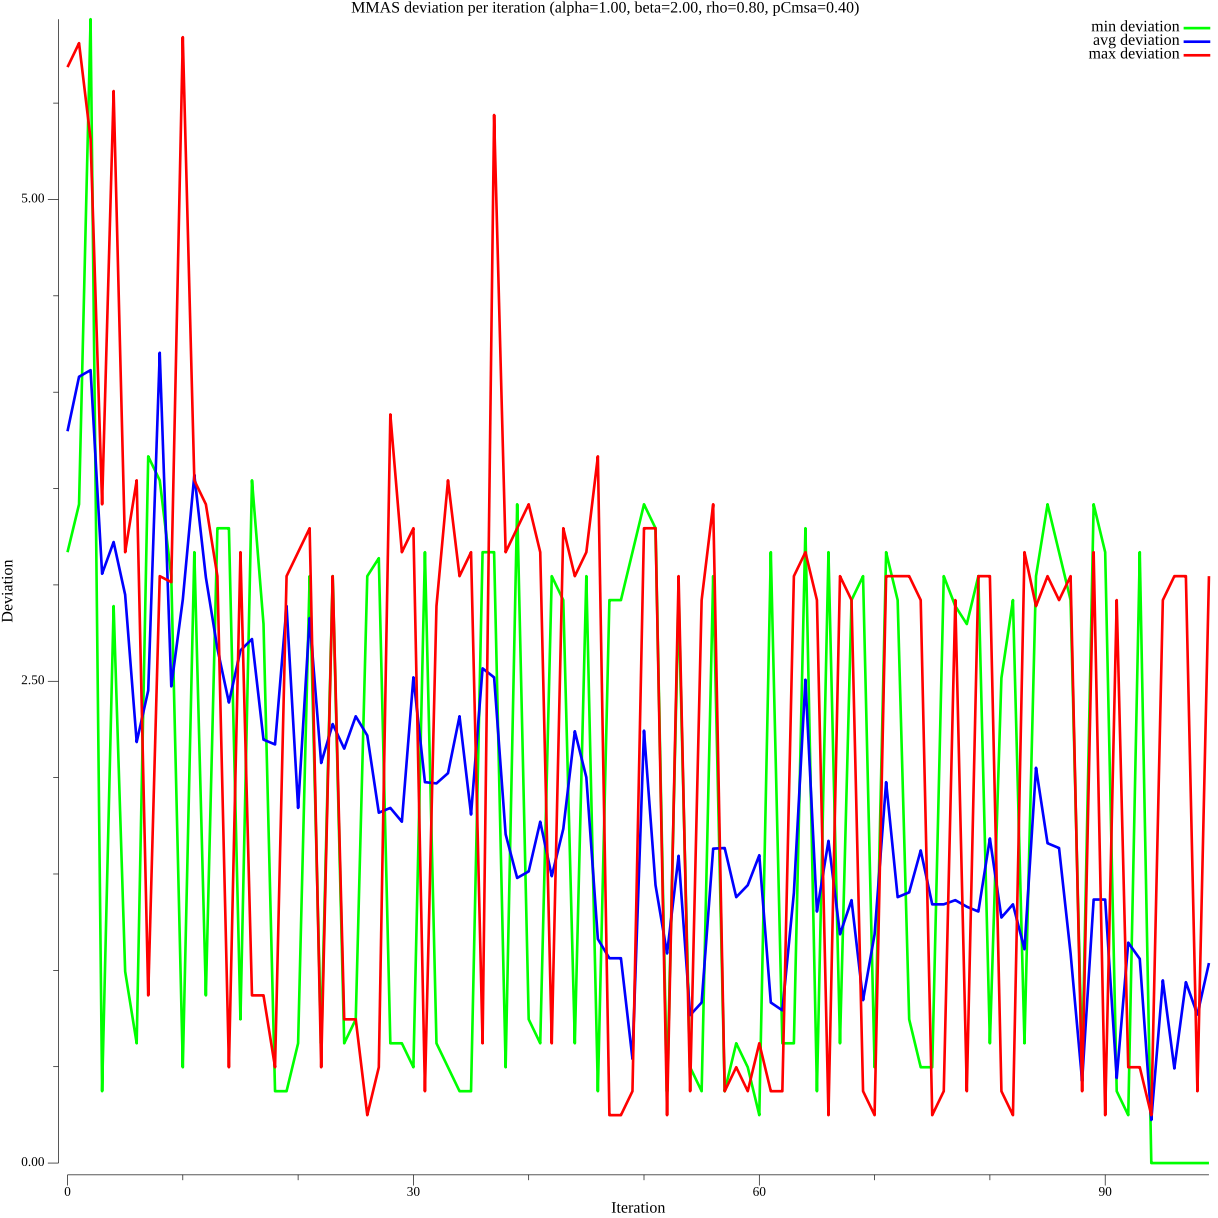 MMAS deviation per iteration (alpha=1.00, beta=2.00, rho=0.80, pCmsa=0.40)
min deviation
avg deviation
max deviation
5.00
2.50
0.00
Deviation
0
30
60
90
Iteration